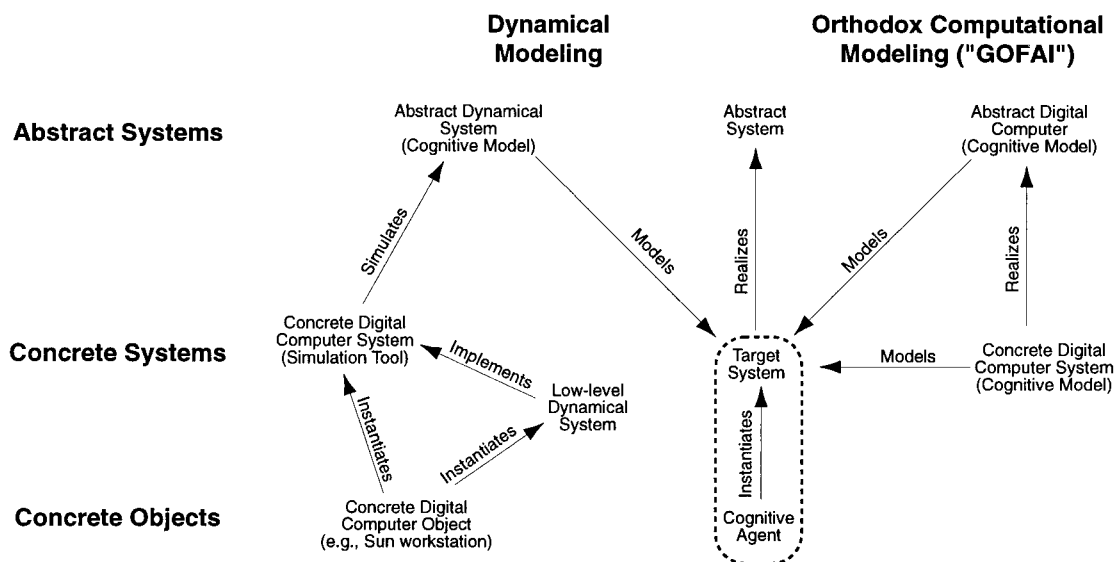 Dynamical
Modeling
Orthodox Computational
Modeling ("GOFAI")
Abstract Systems
Abstract Dynamical
System
(Cognitive Model)
Abstract
System
Abstract Digital
Computer
(Cognitive Model)
Simulates
Models
Realizes
Models
Realizes
Concrete Systems
Concrete Digital
Computer System
(Simulation Tool)
Implements
Low-level
Dynamical
System
Target
System
Models
Concrete Digital
Computer System
(Cognitive Model)
Instantiates
Instantiates
Instantiates
Concrete Objects
Concrete Digital
Computer Object
(e.g., Sun workstation)
Cognitive
Agent